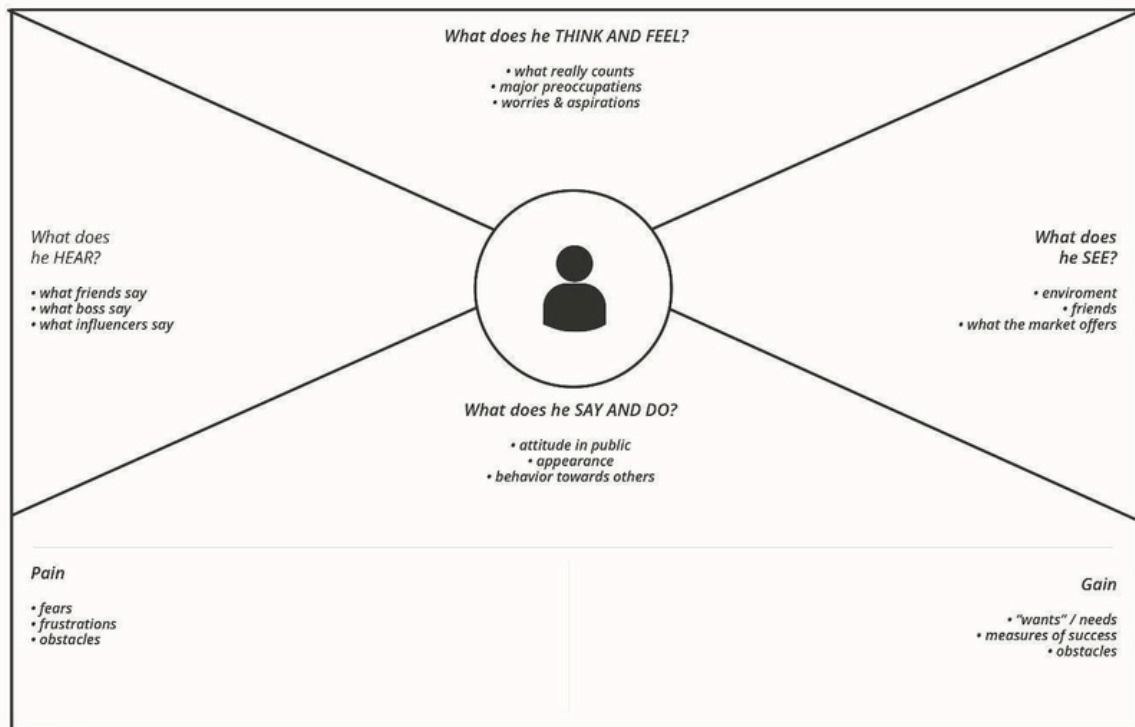 What does he THINK AND FEEL?
• what really counts
• major preoccupatiens
• worries & aspirations
What does
he HEAR?
• what friends say
• what boss say
• what influencers say
What does
he SEE?
• enviroment
• friends
• what the market offers
What does he SAY AND DO?
• attitude in public
• appearance
• behavior towards others
Pain
• fears
• frustrations
• obstacles
Gain
• "wants" / needs
• measures of success
• obstacles